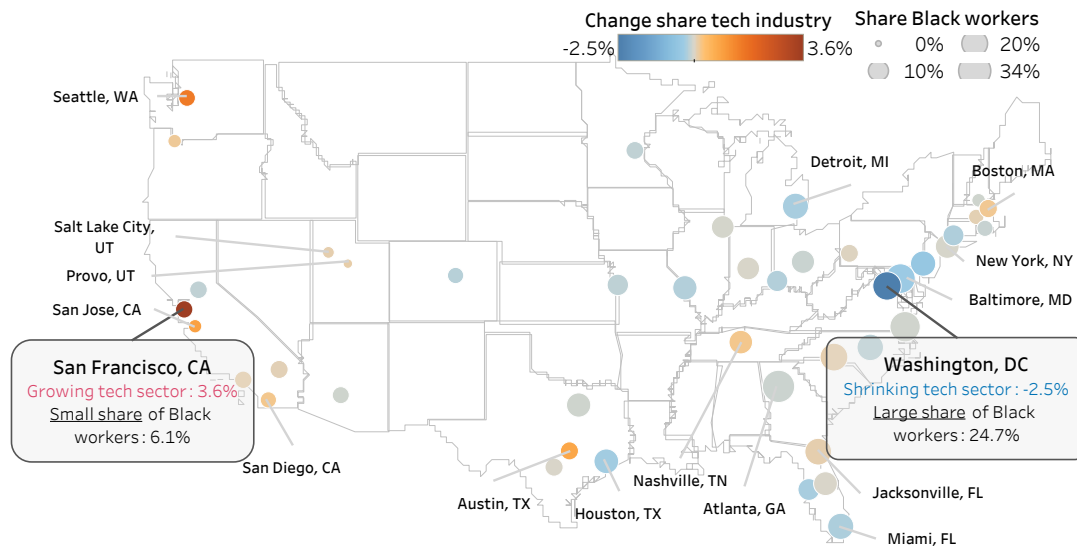 Change share tech industry
-2.5%
3.6%
Share Black workers
0%
20%
10%
34%
Seattle, WA
Detroit, MI
Boston, MA
Salt Lake City,
UT
Provo, UT
New York, NY
San Jose, CA
Baltimore, MD
San Francisco, CA
Growing tech sector : 3.6%
Small share of Black
workers : 6.1%
Washington, DC
Shrinking tech sector : -2.5%
Large share of Black
workers : 24.7%
San Diego, CA
Austin, TX
Houston, TX
Nashville, TN
Atlanta, GA
Jacksonville, FL
Miami, FL